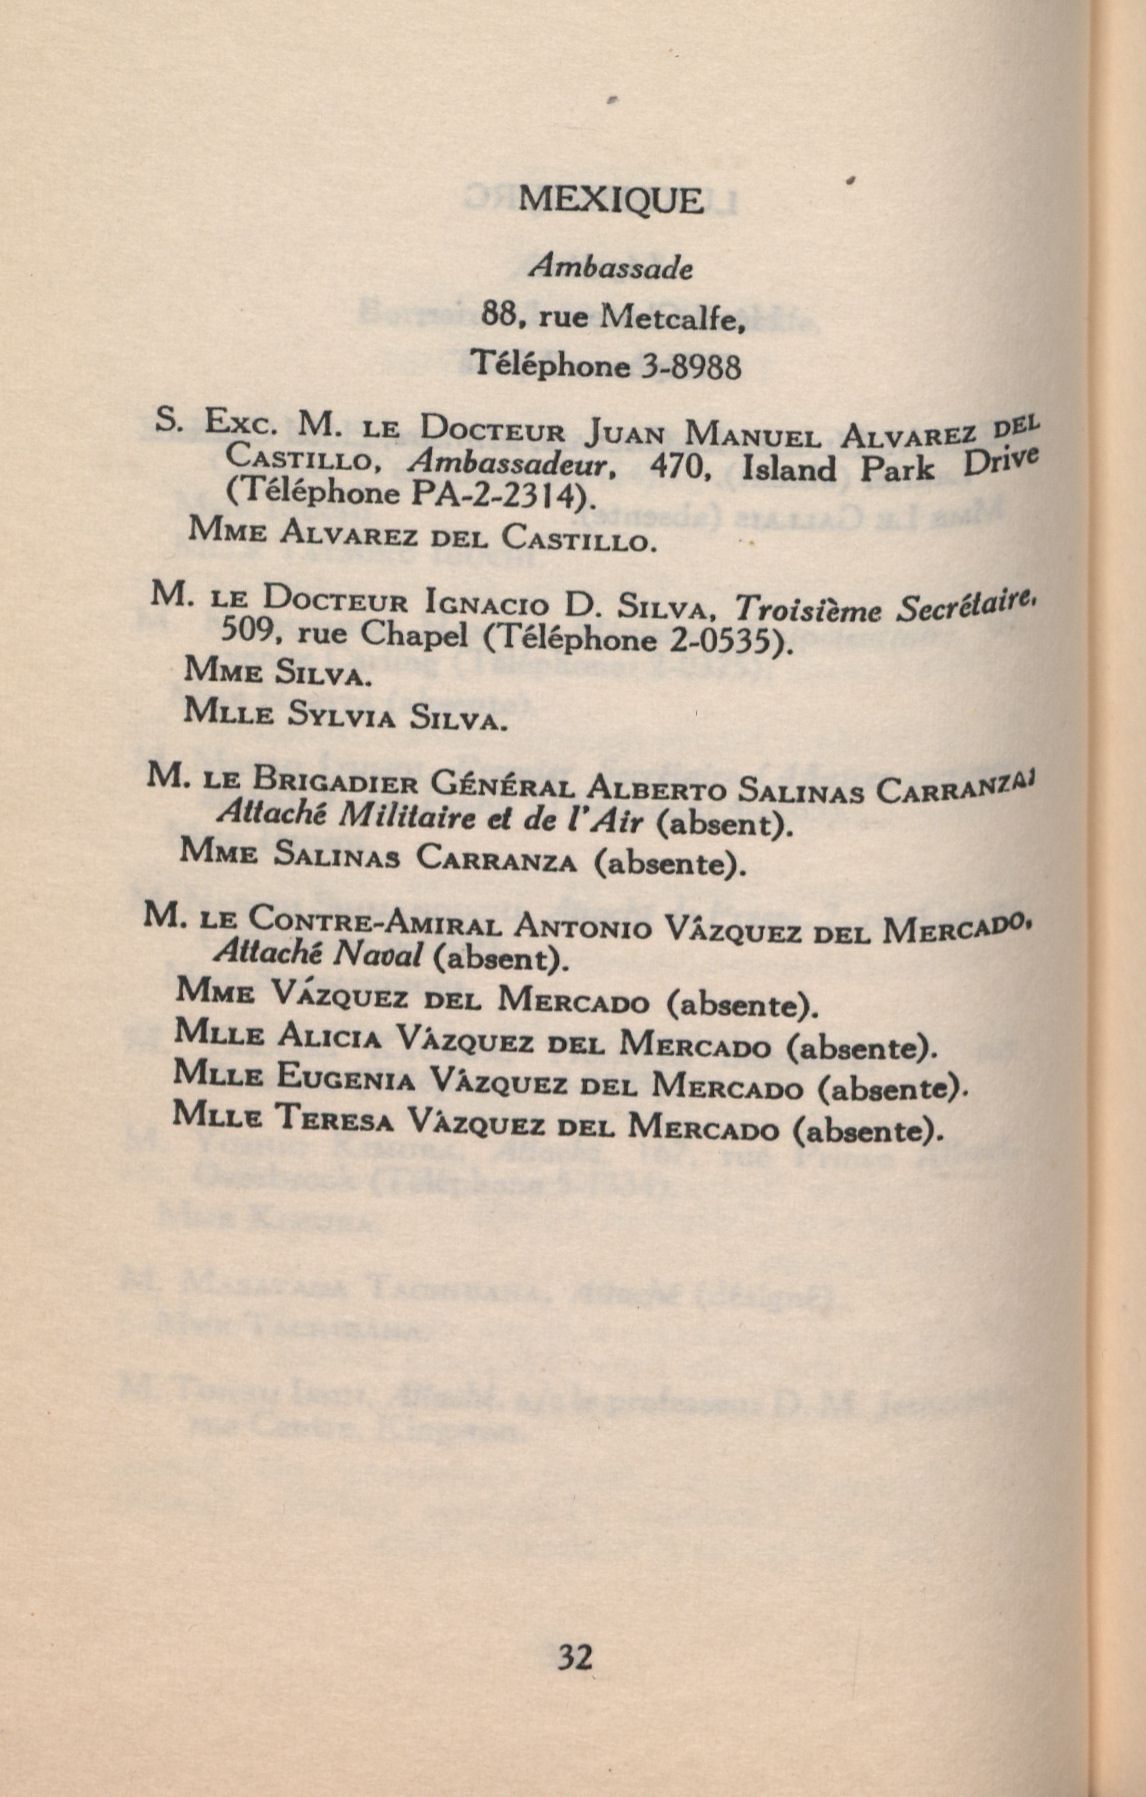 MEXIQUE
Ambassade
88, rue Metcalfe,
Téléphone 3-8988
S. Exc. M. le Docteur Juan Manuel Alvarez del
Castillo, Ambassadeur, 470, Island Park Drive
(Téléphone PA-2-2314).
Mme Alvarez del Castillo.
M. le Docteur Ignacio D. Silva, Troisième Secrétaire,
509, rue Chapel (Téléphone 2-0535).
Mme Silva.
Mlle Sylvia Silva.
M. le Brigadier Général Alberto Salinas Carranza,
Attaché Militaire et de l'Air (absent).
Mme Salinas Carranza (absente).
M. le Contre-Amiral Antonio Vâzquez del Mercado,
Attaché Naval (absent).
Mme Vázquez del Mercado (absente).
Mlle Alicia Vàzquez del Mercado (absente).
Mlle Eugenia Vàzquez del Mercado (absente).
Mlle Teresa Vàzquez del Mercado (absente).
32